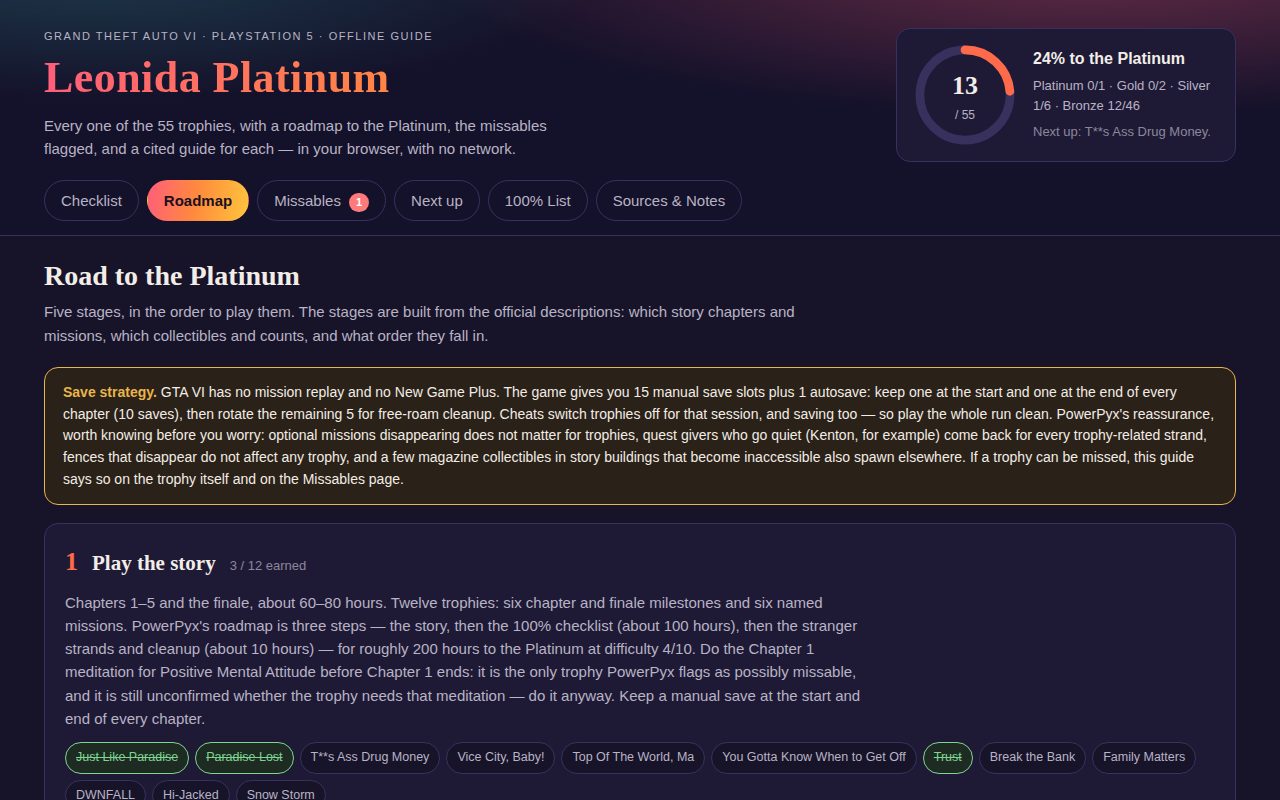 GRAND THEFT AUTO VI · PLAYSTATION 5 · OFFLINE GUIDE
Leonida Platinum
Every one of the 55 trophies, with a roadmap to the Platinum, the missables
flagged, and a cited guide for each — in your browser, with no network.
13
/ 55
24% to the Platinum
Platinum 0/1 · Gold 0/2 · Silver
1/6 · Bronze 12/46
Next up: T**s Ass Drug Money.
Checklist
Roadmap
Missables 1
Next up
100% List
Sources & Notes
Road to the Platinum
Five stages, in the order to play them. The stages are built from the official descriptions: which story chapters and
missions, which collectibles and counts, and what order they fall in.
Save strategy. GTA VI has no mission replay and no New Game Plus. The game gives you 15 manual save slots plus 1 autosave: keep one at the start and one at the end of every
chapter (10 saves), then rotate the remaining 5 for free-roam cleanup. Cheats switch trophies off for that session, and saving too — so play the whole run clean. PowerPyx's reassurance,
worth knowing before you worry: optional missions disappearing does not matter for trophies, quest givers who go quiet (Kenton, for example) come back for every trophy-related strand,
fences that disappear do not affect any trophy, and a few magazine collectibles in story buildings that become inaccessible also spawn elsewhere. If a trophy can be missed, this guide
says so on the trophy itself and on the Missables page.
1 Play the story 3 / 12 earned
Chapters 1–5 and the finale, about 60–80 hours. Twelve trophies: six chapter and finale milestones and six named
missions. PowerPyx's roadmap is three steps — the story, then the 100% checklist (about 100 hours), then the stranger
strands and cleanup (about 10 hours) — for roughly 200 hours to the Platinum at difficulty 4/10. Do the Chapter 1
meditation for Positive Mental Attitude before Chapter 1 ends: it is the only trophy PowerPyx flags as possibly missable,
and it is still unconfirmed whether the trophy needs that meditation — do it anyway. Keep a manual save at the start and
end of every chapter.
Just Like Paradise
Paradise Lost
T**s Ass Drug Money
Vice City, Baby!
Top Of The World, Ma
You Gotta Know When to Get Off
Trust
Break the Bank
Family Matters
DWNFALL
Hi-Jacked
Snow Storm